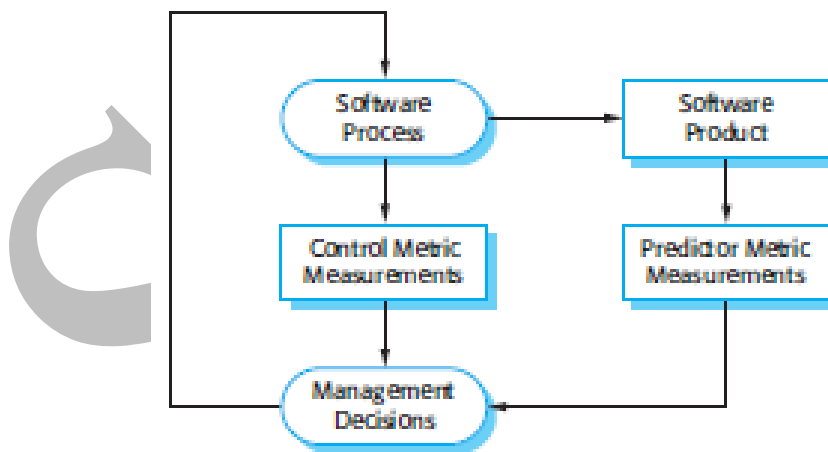 Software
Process
Software
Product
Control Metric
Measurements
Predictor Metric
Measurements
Management
Decisions